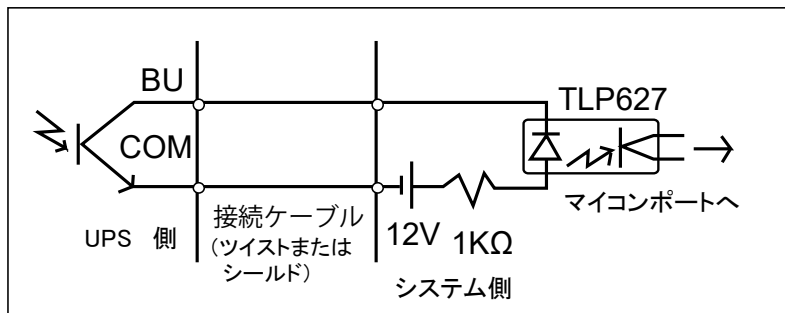 BU
TLP627
COM
マイコンポートへ
UPS 側
接続ケーブル
(ツイストまたは
シールド)
12V
1KΩ
システム側